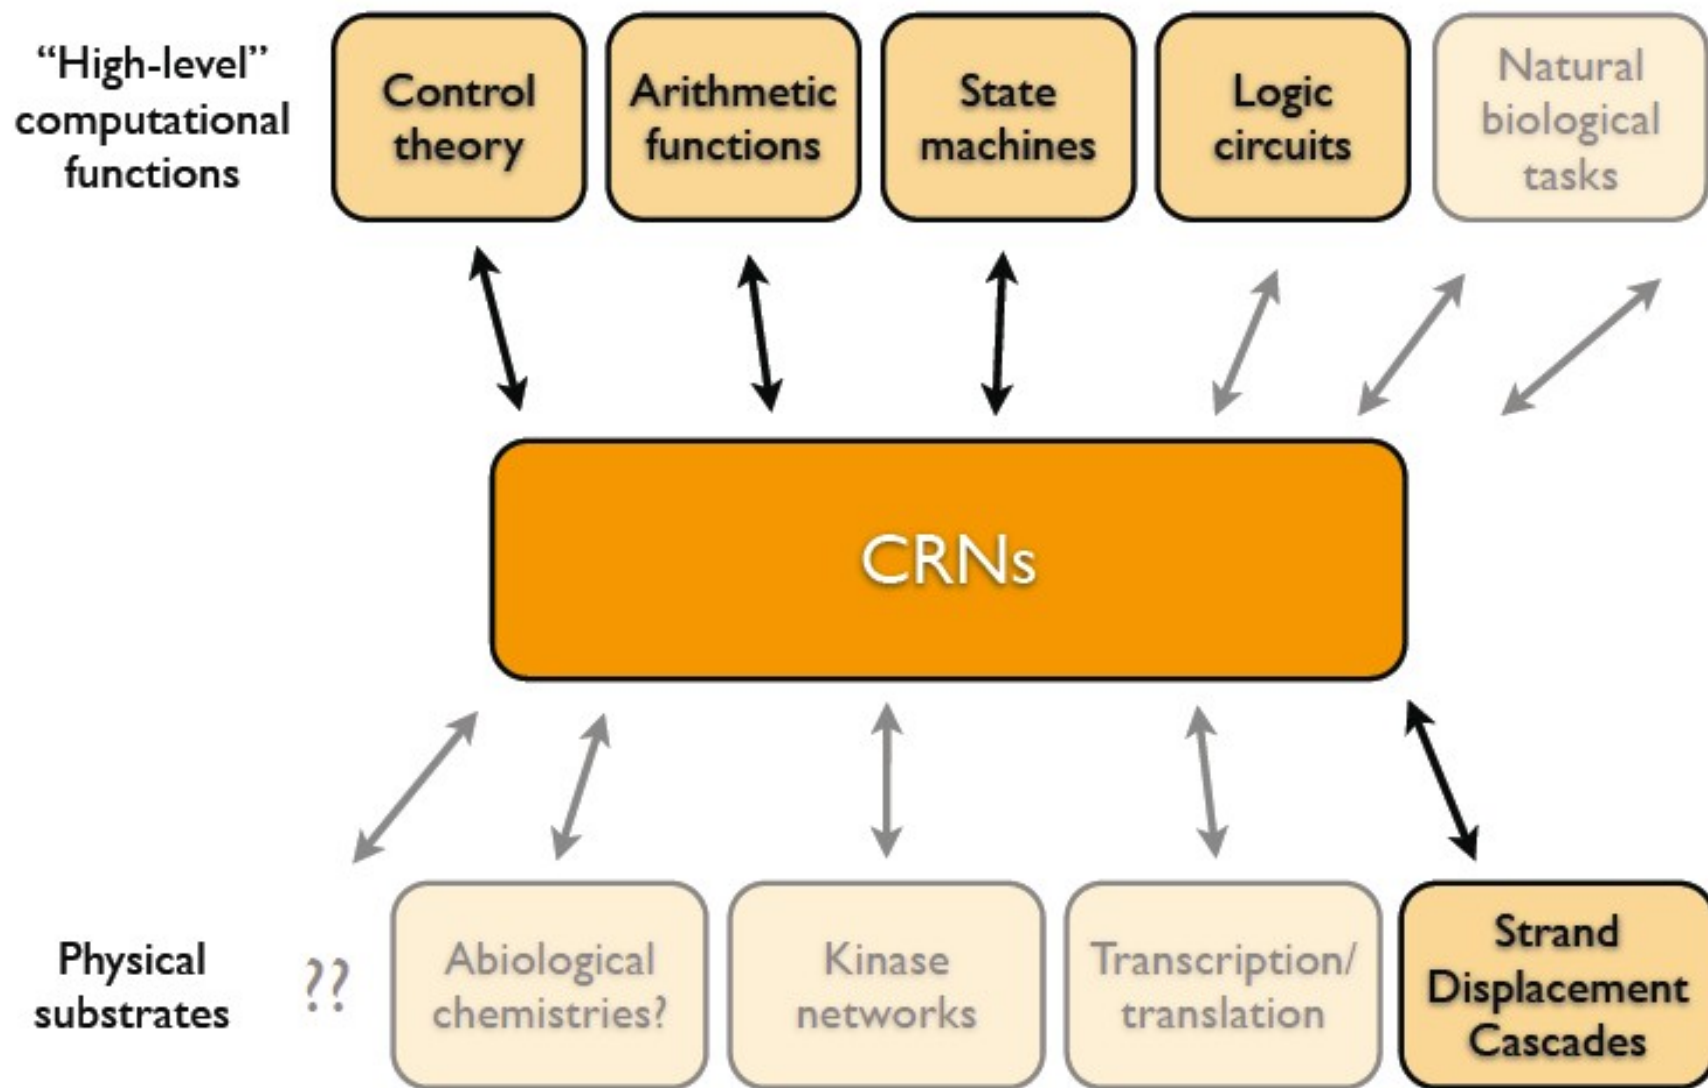 “High-level”
computational
functions
Control
theory
Arithmetic
functions
State
machines
Logic
circuits
Natural
biological
tasks
CRNs
Physical
substrates
??
Abiological
chemistries?
Kinase
networks
Transcription/
translation
Strand
Displacement
Cascades